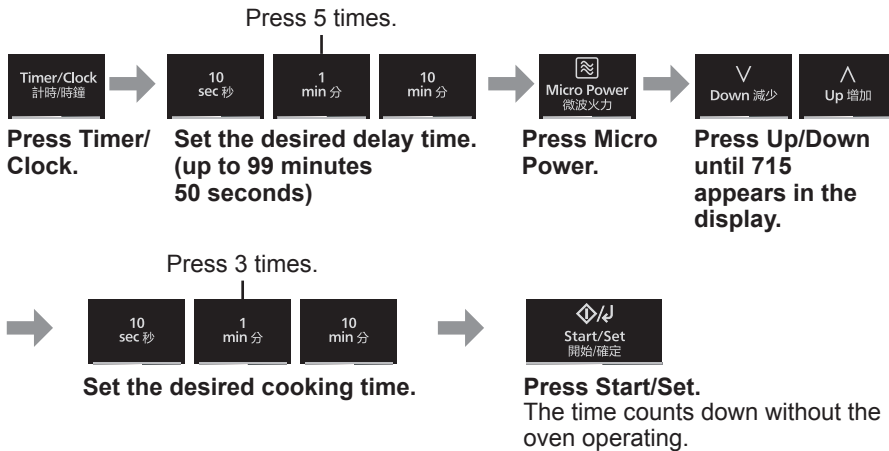 Press 5 times.
Timer/Clock
計時/時鐘
10
sec 秒
1
min 分
10
min 分
Micro Power
微波火力
Down 減少
Up 增加
Press Timer/
Clock.
Set the desired delay time.
(up to 99 minutes
50 seconds)
Press Micro
Power.
Press Up/Down
until 715
appears in the
display.
Press 3 times.
10
sec 秒
1
min 分
10
min 分
Start/Set
開始/確定
Set the desired cooking time.
Press Start/Set.
The time counts down without the
oven operating.